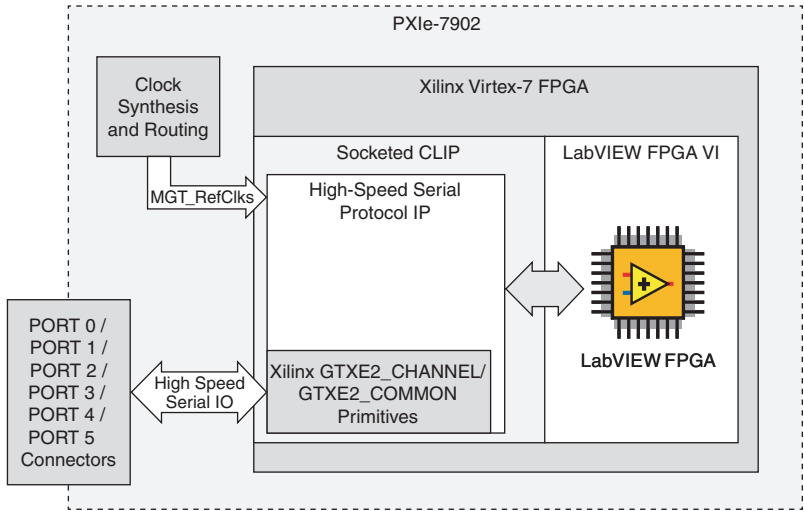 PXIe-7902
Clock
Synthesis
and Routing
Xilinx Virtex-7 FPGA
Socketed CLIP
LabVIEW FPGA VI
MGT_RefClks
High-Speed Serial
Protocol IP
LabVIEW FPGA
PORT 0 /
PORT 1 /
PORT 2 /
PORT 3 /
PORT 4 /
PORT 5
Connectors
High Speed
Serial IO
Xilinx GTXE2_CHANNEL/
GTXE2_COMMON
Primitives